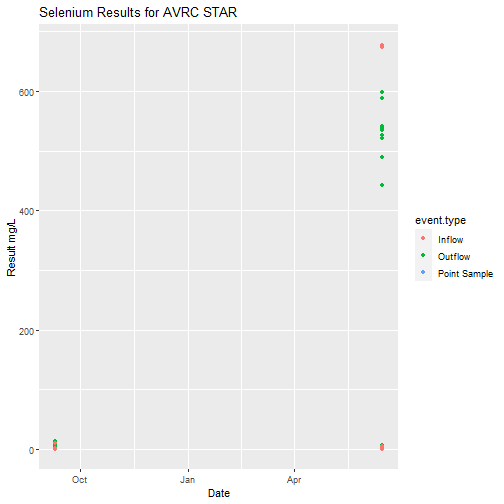 Selenium Results for AVRC STAR
Result mg/L
600
400
200
0
Oct
Jan
Apr
Date
event.type
Inflow
Outflow
Point Sample